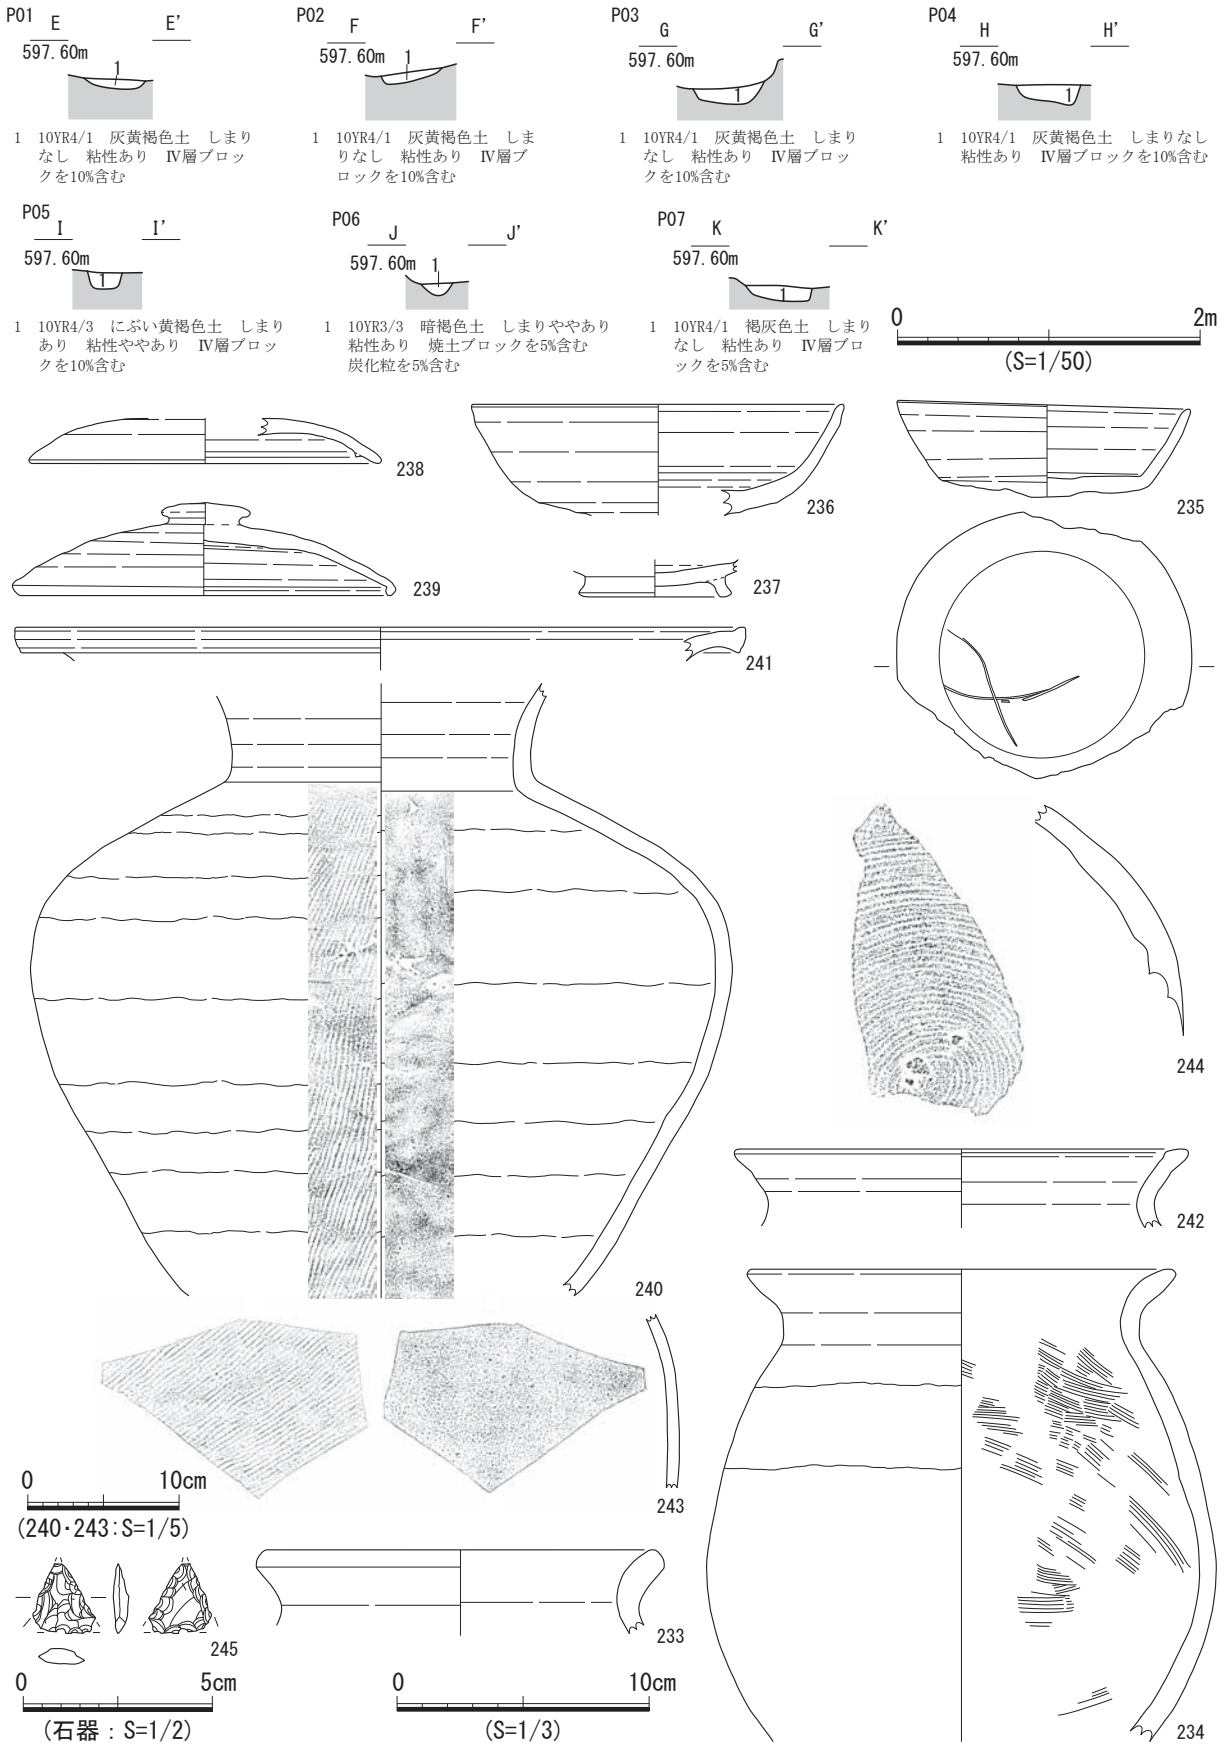 P01 E E’
597.60m
1
1 10YR4/1 灰黄褐色土 しまり
なし 粘性あり Ⅳ層ブロッ
クを10%含む
P02 F F’
597.60m
1
1 10YR4/1 灰黄褐色土 しま
りなし 粘性あり Ⅳ層ブ
ロックを10%含む
P03 G G’
597.60m
1
1 10YR4/1 灰黄褐色土 しまり
なし 粘性あり Ⅳ層ブロッ
クを10%含む
P04 H H’
597.60m
1
1 10YR4/1 灰黄褐色土 しまりなし
粘性あり Ⅳ層ブロックを10%含む
P05 I I’
597.60m
1
1 10YR4/3 にぶい黄褐色土 しまり
あり 粘性ややあり Ⅳ層ブロッ
クを10%含む
P06 J J’
597.60m 1
1 10YR3/3 暗褐色土 しまりややあり
粘性あり 焼土ブロックを5%含む
炭化粒を5%含む
P07 K K’
597.60m
1
1 10YR4/1 褐灰色土 しまり
なし 粘性あり Ⅳ層ブロ
ックを5%含む
0 2m
(S=1/50)
238
236
235
239
237
241
244
242
240
243
0 10cm
(240・243:S=1/5)
245
0 5cm
(石器：S=1/2)
233
0 10cm
(S=1/3)
234